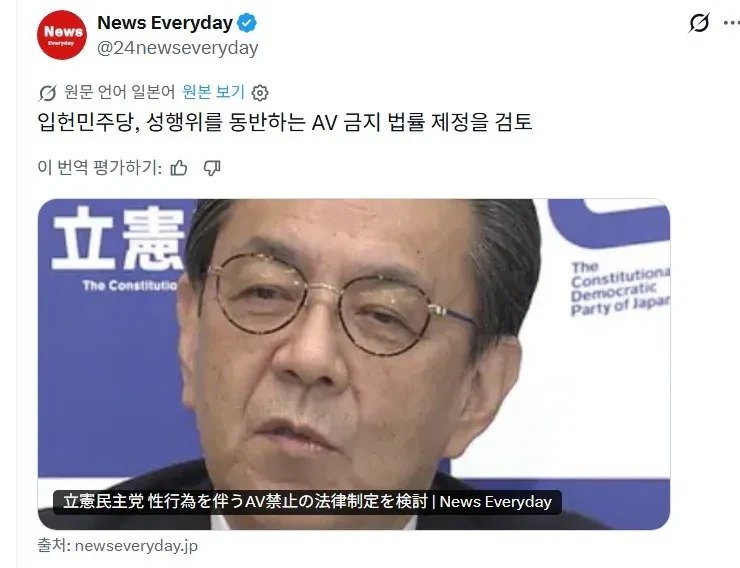 News Everyday
@24newseveryday
원문 언어 일본어 원본 보기
입헌민주당, 성행위를 동반하는 AV 금지 법률 제정을 검토
이 번역 평가하기:
立憲
The Constitutio
The
Constitutiona
Democratic
Party of Japan
立憲民主党 性行為を伴うAV禁止の法律制定を検討 | News Everyday
출처: newseveryday.jp
News
Everyday